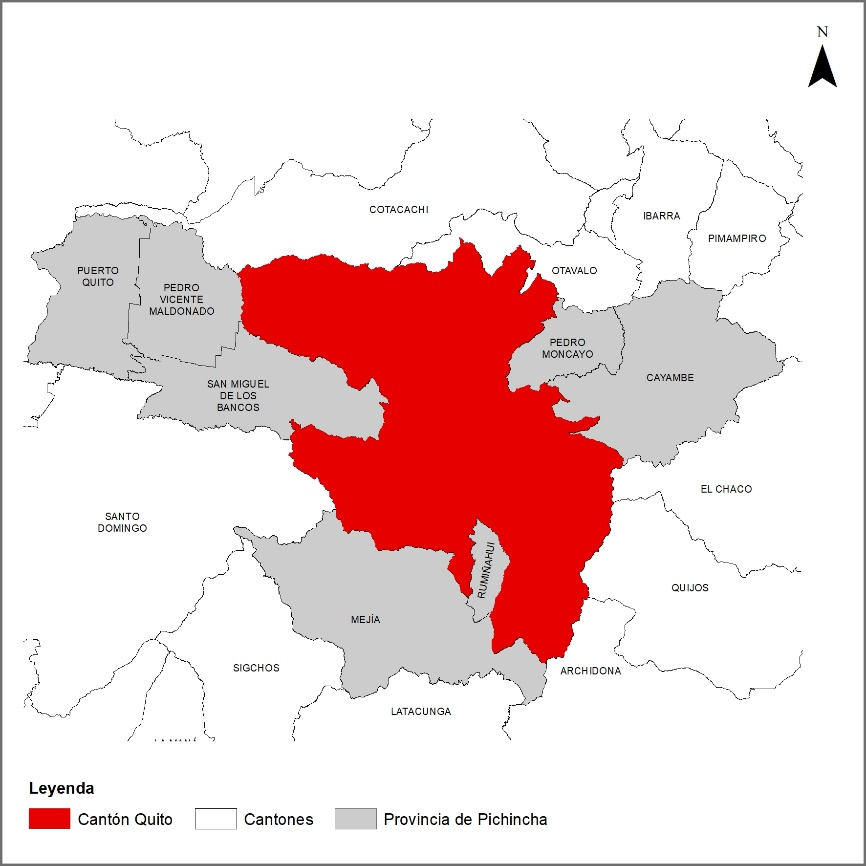 N
COTACACHI
IBARRA
PIMAMPIRO
OTAVALO
PUERTO
QUITO
PEDRO
VICENTE
MALDONADO
PEDRO
MONCAYO
CAYAMBE
SAN MIGUEL
DE LOS
BANCOS
EL CHACO
SANTO
DOMINGO
RUMIÑAHUI
QUIJOS
MEJÍA
SIGCHOS
ARCHIDONA
LATACUNGA
Leyenda
Cantón Quito
Cantones
Provincia de Pichincha